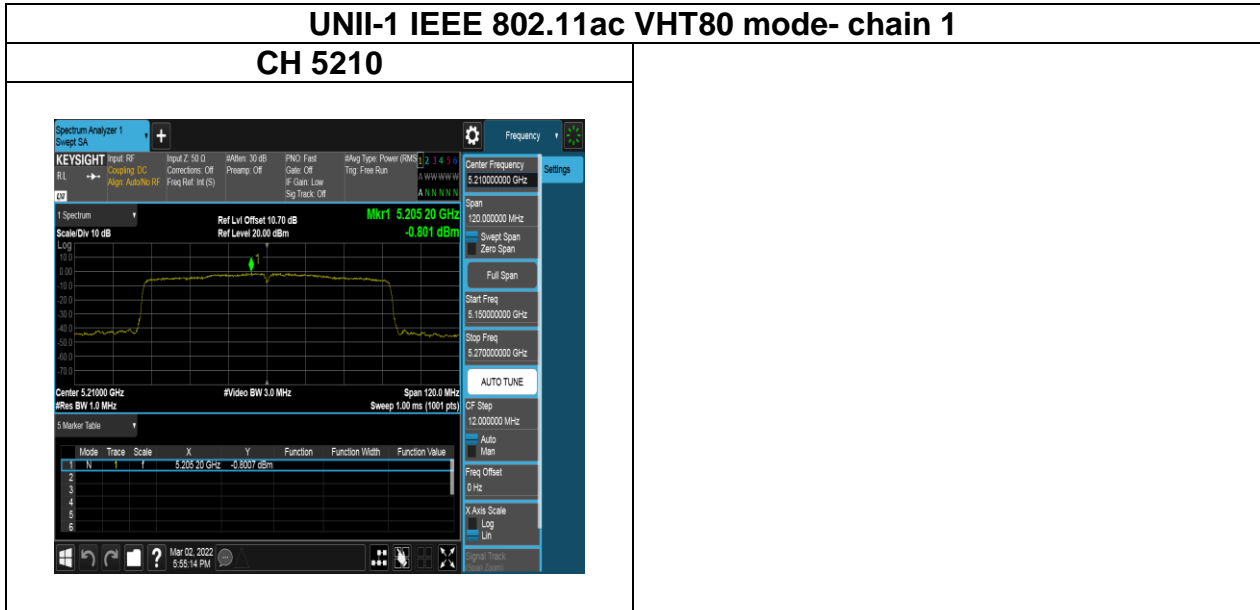 UNII-1 IEEE 802.11ac VHT80 mode- chain 1
CH 5210
Spectrum Analyzer 1
Swept SA
Frequency
KEYSIGHT
RL
Input: RF
Coupling: DC
Align: Auto/No RF
Input Z: 50 Ω
Corrections: Off
Freq Ref: Int (S)
#Atten: 30 dB
Preamp: Off
PNO: Fast
Gate: Off
IF Gain: Low
Sig Track: Off
#Avg Type: Power (RMS
Trig: Free Run
1 2 3 4 5 6
A W W W W W
A N N N N N
1 Spectrum
Scale/Div 10 dB
Ref Lvl Offset 10.70 dB
Ref Level 20.00 dBm
Mkr1 5.205 20 GHz
-0.801 dBm
Log
10.0
0.00
-10.0
-20.0
-30.0
-40.0
-50.0
-60.0
-70.0
1
Center 5.21000 GHz
#Video BW 3.0 MHz
Span 120.0 MHz
#Res BW 1.0 MHz
Sweep 1.00 ms (1001 pts)
5 Marker Table
Mode Trace Scale X Y Function Function Width Function Value
1 N 1 f 5.205 20 GHz -0.8007 dBm
2
3
4
5
6
Mar 02, 2022
5:55:14 PM
Center Frequency
5.210000000 GHz
Settings
Span
120.000000 MHz
Swept Span
Zero Span
Full Span
Start Freq
5.150000000 GHz
Stop Freq
5.270000000 GHz
AUTO TUNE
CF Step
12.000000 MHz
Auto
Man
Freq Offset
0 Hz
X Axis Scale
Log
Lin
Signal Track
(Span Zoom)